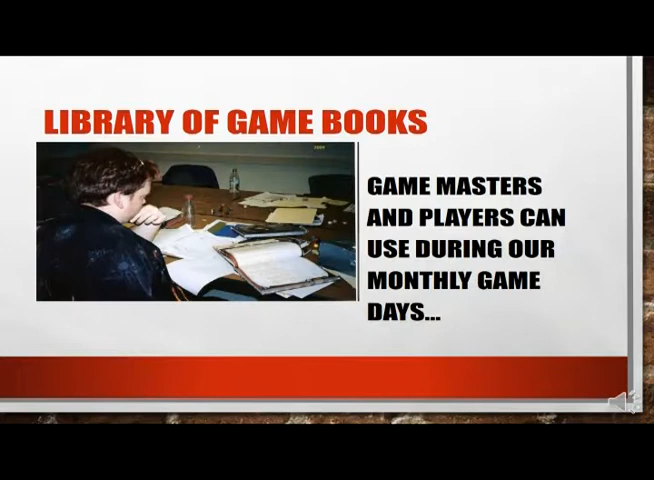 LIBRARY OF GAME BOOKS
GAME MASTERS
AND PLAYERS CAN
USE DURING OUR
MONTHLY GAME
DAYS...